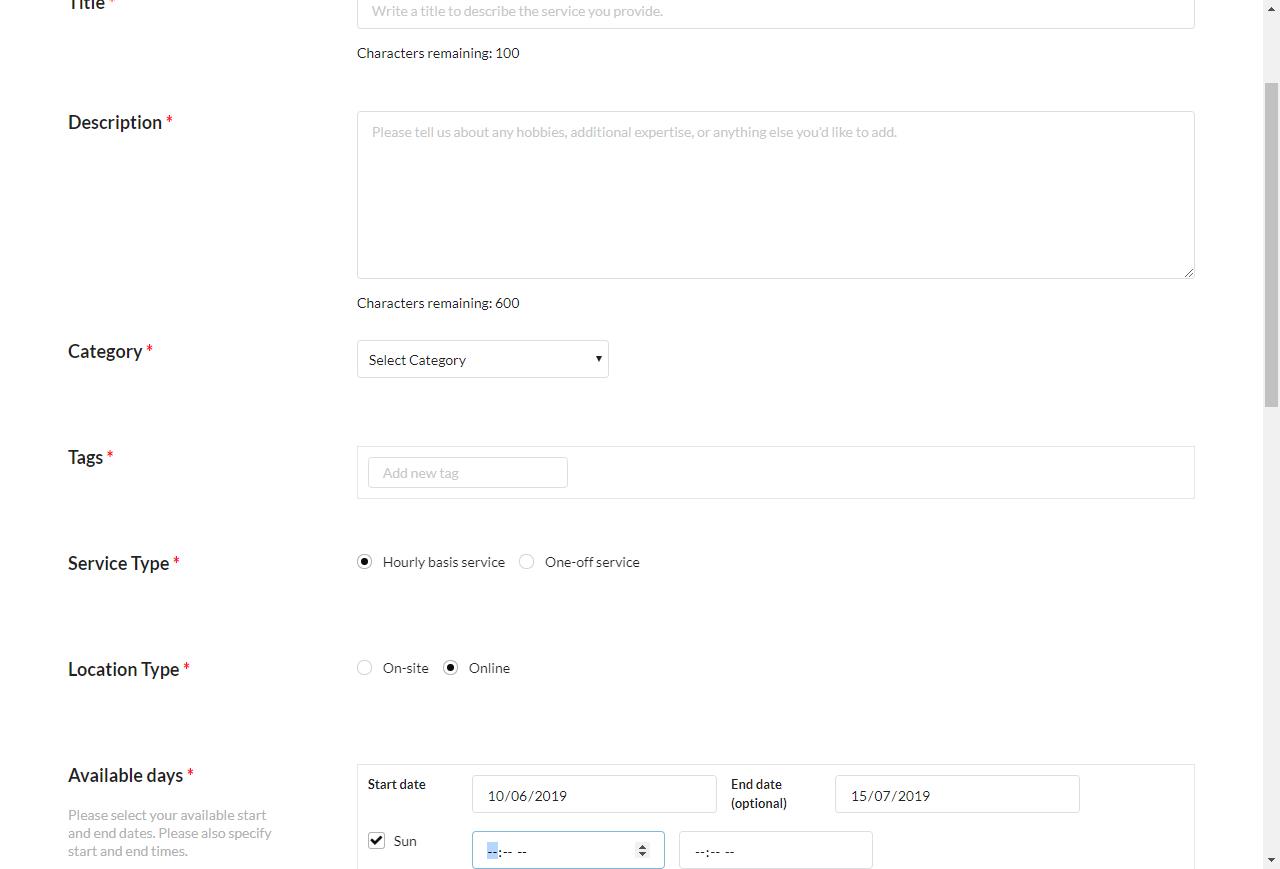 Title *
Write a title to describe the service you provide.
Characters remaining: 100
Description *
Please tell us about any hobbies, additional expertise, or anything else you'd like to add.
Characters remaining: 600
Category *
Select Category
Tags *
Add new tag
Service Type *
Hourly basis service
One-off service
Location Type *
On-site
Online
Available days *
Please select your available start
and end dates. Please also specify
start and end times.
Start date
10/06/2019
End date
(optional)
15/07/2019
Sun
--:-- --
--:-- --